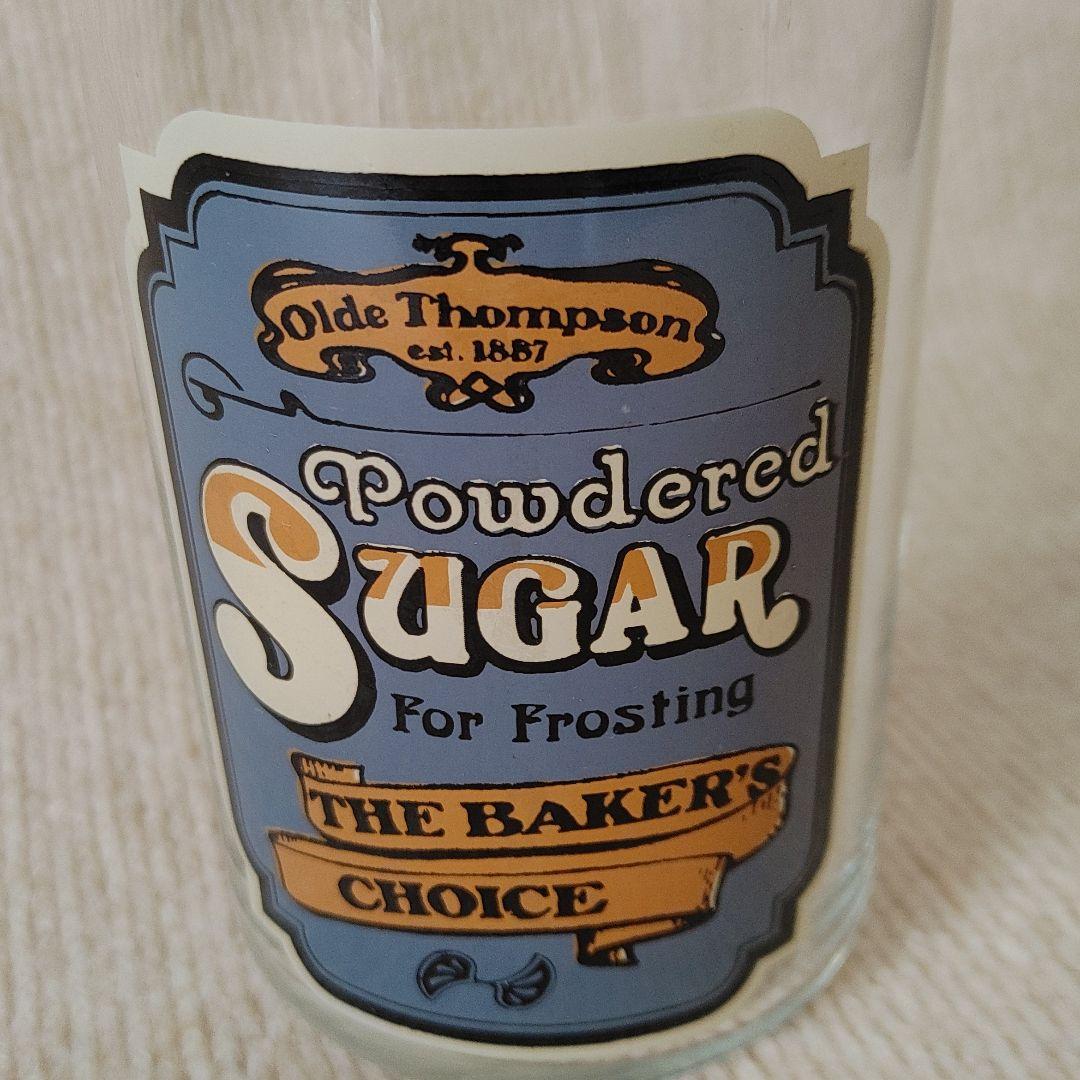 Olde Thompson
est. 1887
Powdered
SUGAR
For Frosting
THE BAKER'S
CHOICE